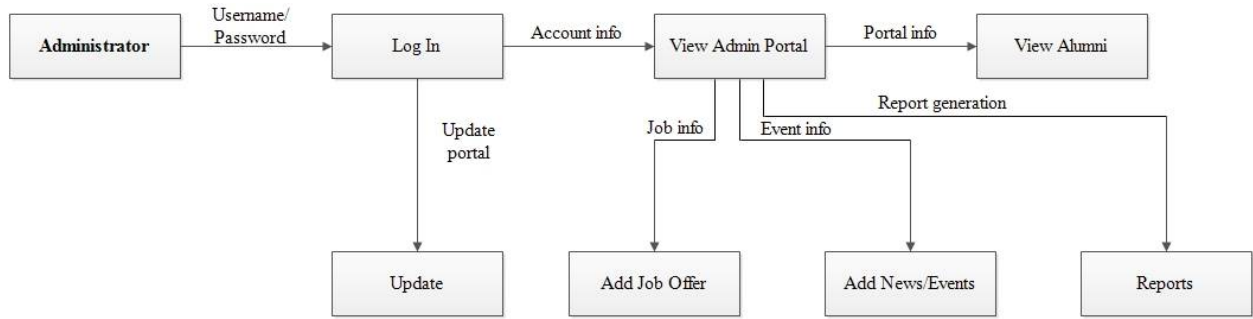 Username/
Password
Administrator
Log In
Account info
View Admin Portal
Portal info
View Alumni
Report generation
Update
portal
Job info
Event info
Update
Add Job Offer
Add News/Events
Reports